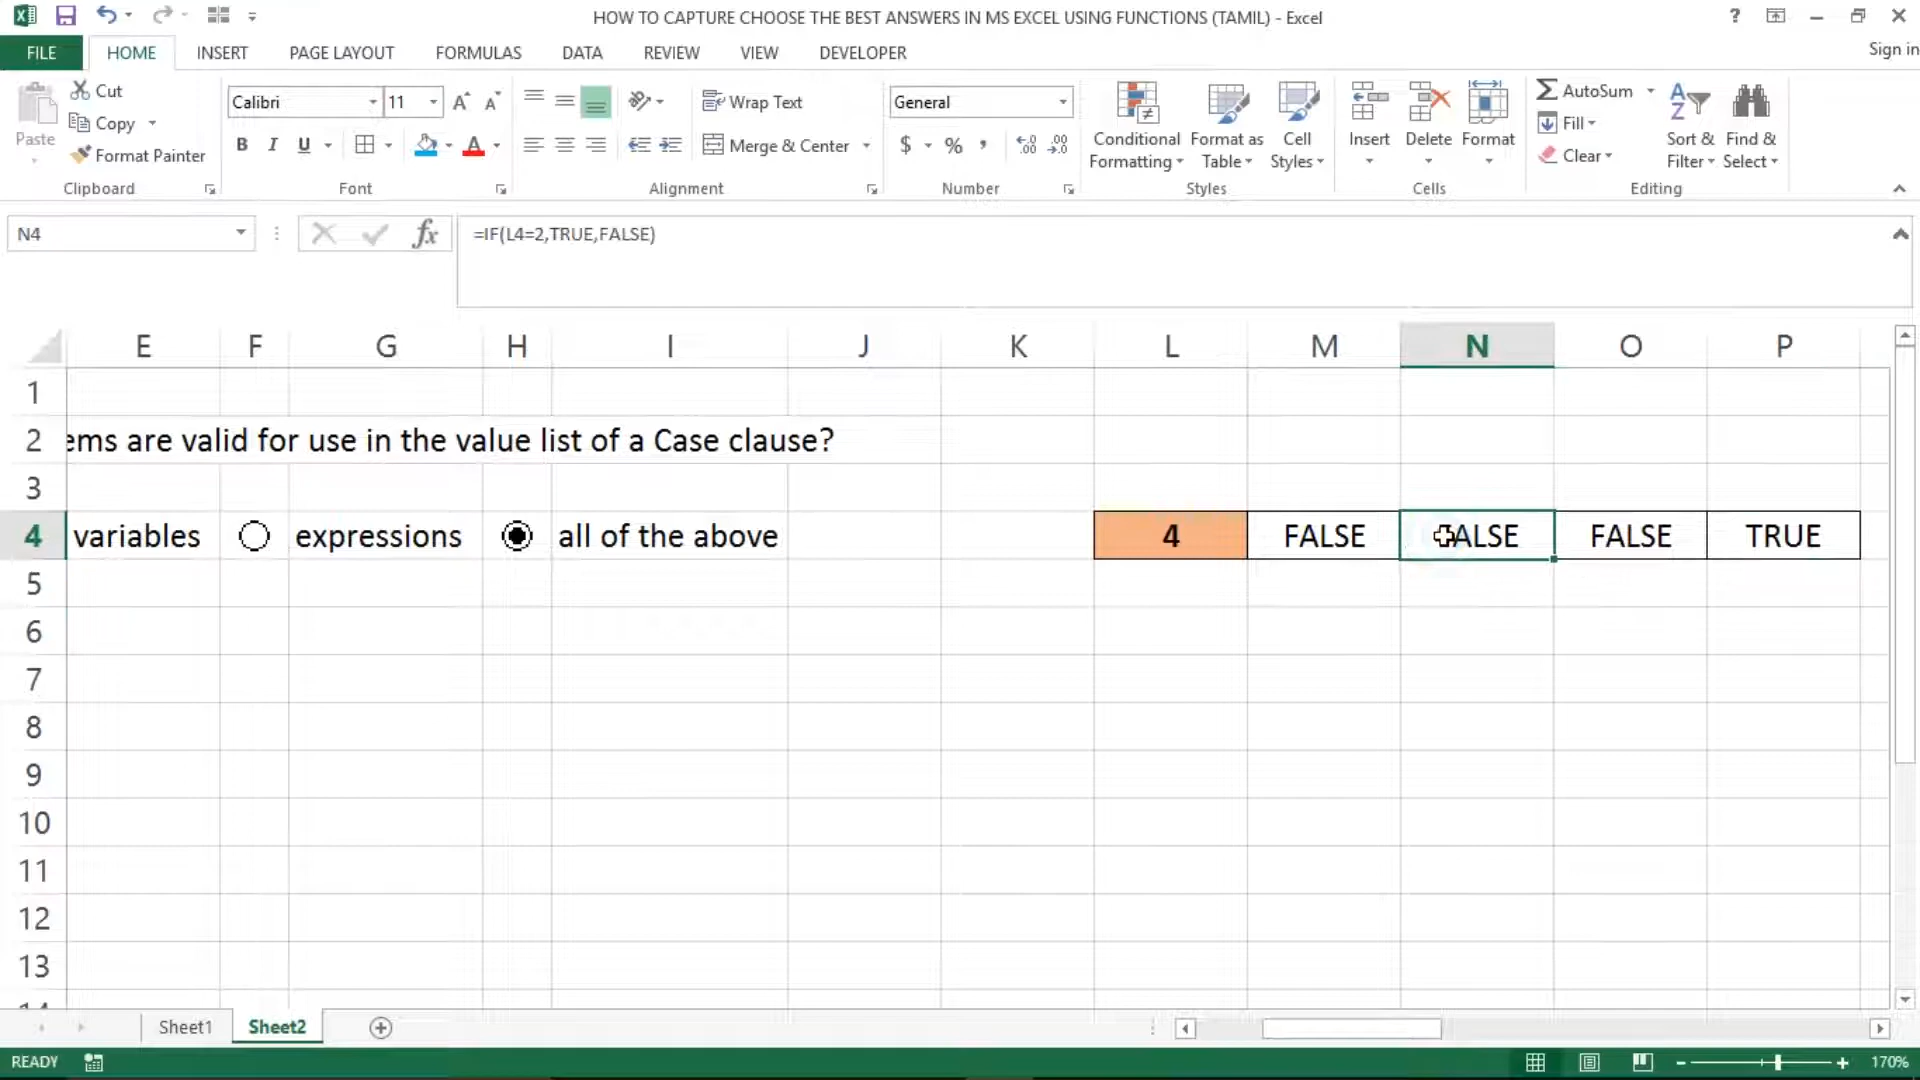 HOW TO CAPTURE CHOOSE THE BEST ANSWERS IN MS EXCEL USING FUNCTIONS (TAMIL) - Excel
?
FILE HOME INSERT PAGE LAYOUT FORMULAS DATA REVIEW VIEW DEVELOPER Sign in
Paste
Cut
Copy
Format Painter
Clipboard
Calibri 11
B I U A
Font
Wrap Text
Merge & Center
Alignment
General
$ % ,
Number
Conditional Formatting
Format as Table
Cell Styles
Styles
Insert
Delete
Format
Cells
AutoSum
Fill
Clear
Sort & Filter
Find & Select
Editing
N4 fx =IF(L4=2,TRUE,FALSE)
E F G H I J K L M N O P
1
2 ems are valid for use in the value list of a Case clause?
3
4 variables expressions all of the above 4 FALSE FALSE FALSE TRUE
5
6
7
8
9
10
11
12
13
Sheet1 Sheet2
READY 170%